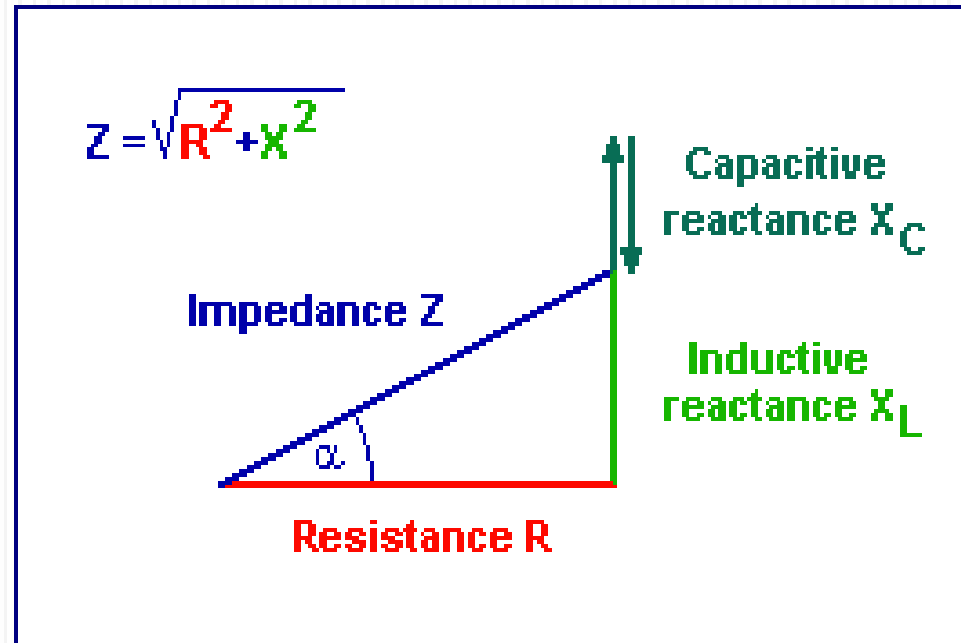 Z = √R²+X²
Capacitive
reactance X_C
Impedance Z
Inductive
reactance X_L
α
Resistance R